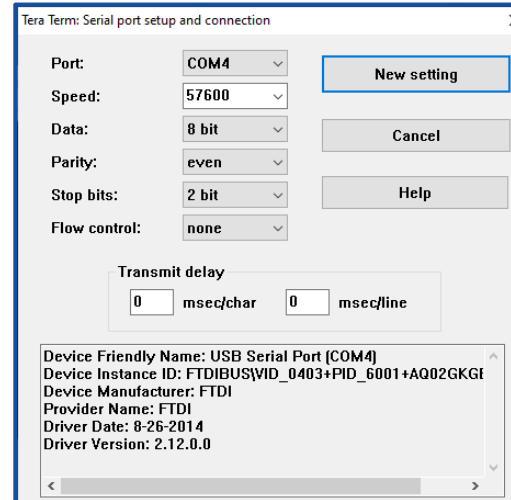 Tera Term: Serial port setup and connection
Port: COM4 New setting
Speed: 57600
Data: 8 bit Cancel
Parity: even
Stop bits: 2 bit Help
Flow control: none
Transmit delay
0 msec/char 0 msec/line
Device Friendly Name: USB Serial Port (COM4)
Device Instance ID: FTDIBUS\VID_0403+PID_6001+AQ02GKGE
Device Manufacturer: FTDI
Provider Name: FTDI
Driver Date: 8-26-2014
Driver Version: 2.12.0.0